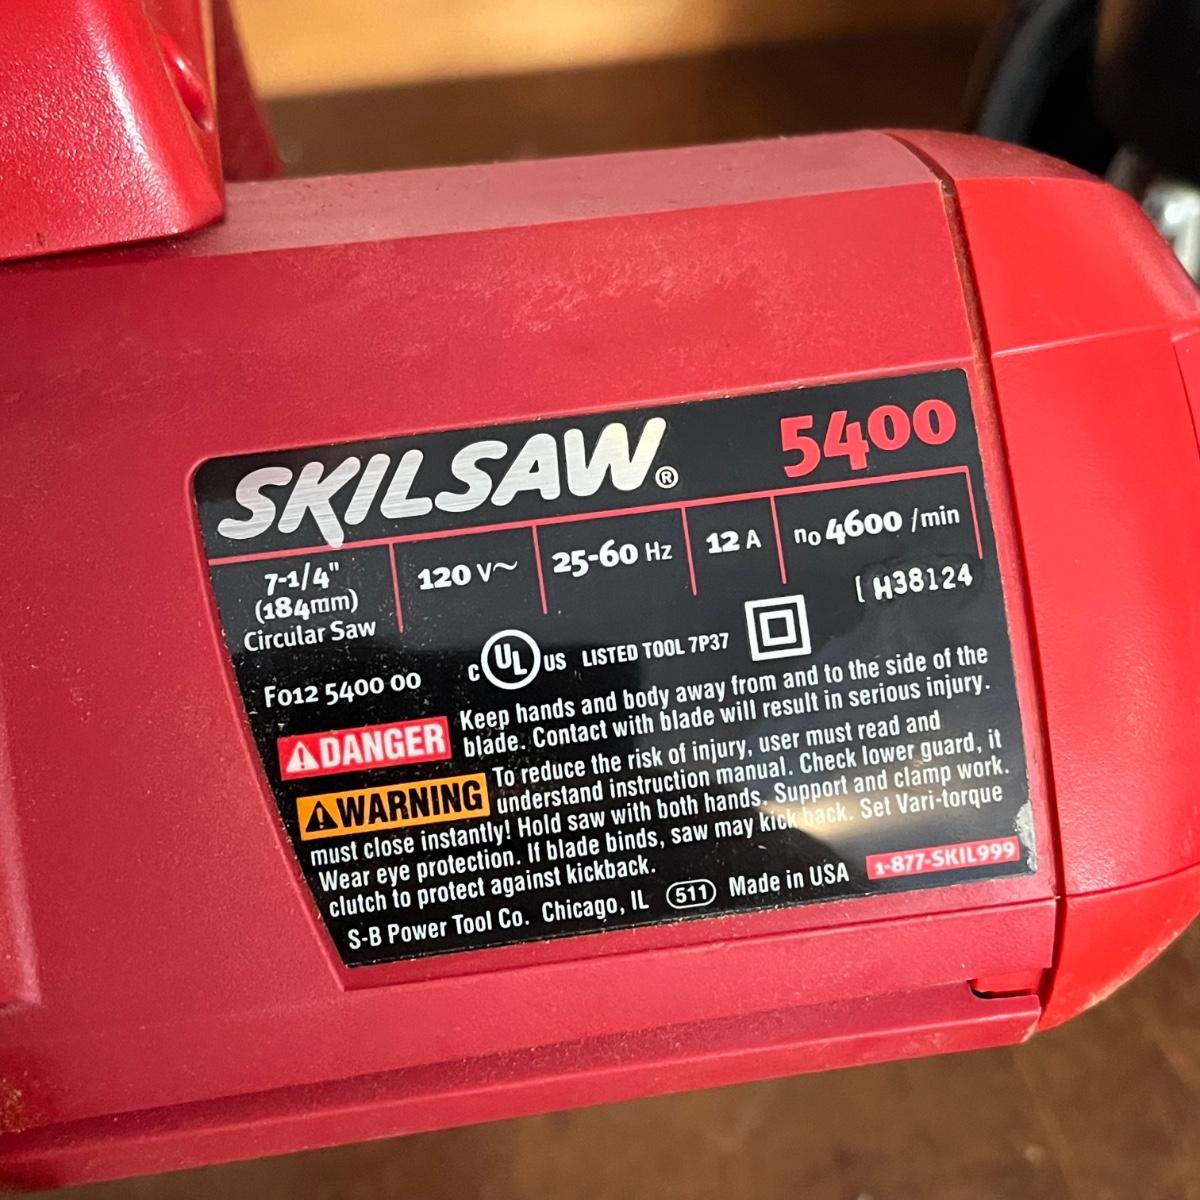 SKILSAW® 5400
7-1/4" 120 V~ 25-60 Hz 12 A no 4600 /min
(184mm)
Circular Saw
[ H38124
c UL US LISTED TOOL 7P37
F012 5400 00
DANGER Keep hands and body away from and to the side of the
blade. Contact with blade will result in serious injury.
WARNING To reduce the risk of injury, user must read and
understand instruction manual. Check lower guard, it
must close instantly! Hold saw with both hands. Support and clamp work.
Wear eye protection. If blade binds, saw may kick back. Set Vari-torque
clutch to protect against kickback.
1-877-SKIL999
S-B Power Tool Co. Chicago, IL 511 Made in USA